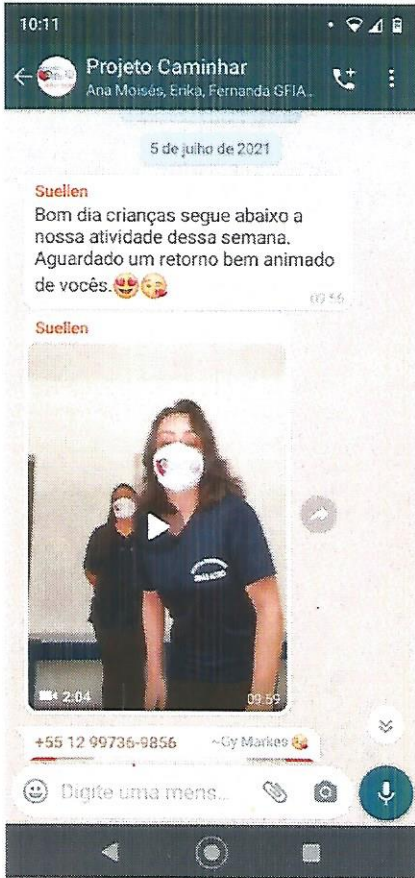 10:11
Projeto Caminhar
Ana Moisés, Erika, Fernanda GFIA...
5 de julho de 2021
Suellen
Bom dia crianças segue abaixo a
nossa atividade dessa semana.
Aguardado um retorno bem animado
de vocês.😍😘
09:56
Suellen
2:04
09:59
+55 12 99736-9856 ~Gy Markes😘
Digite uma mens...